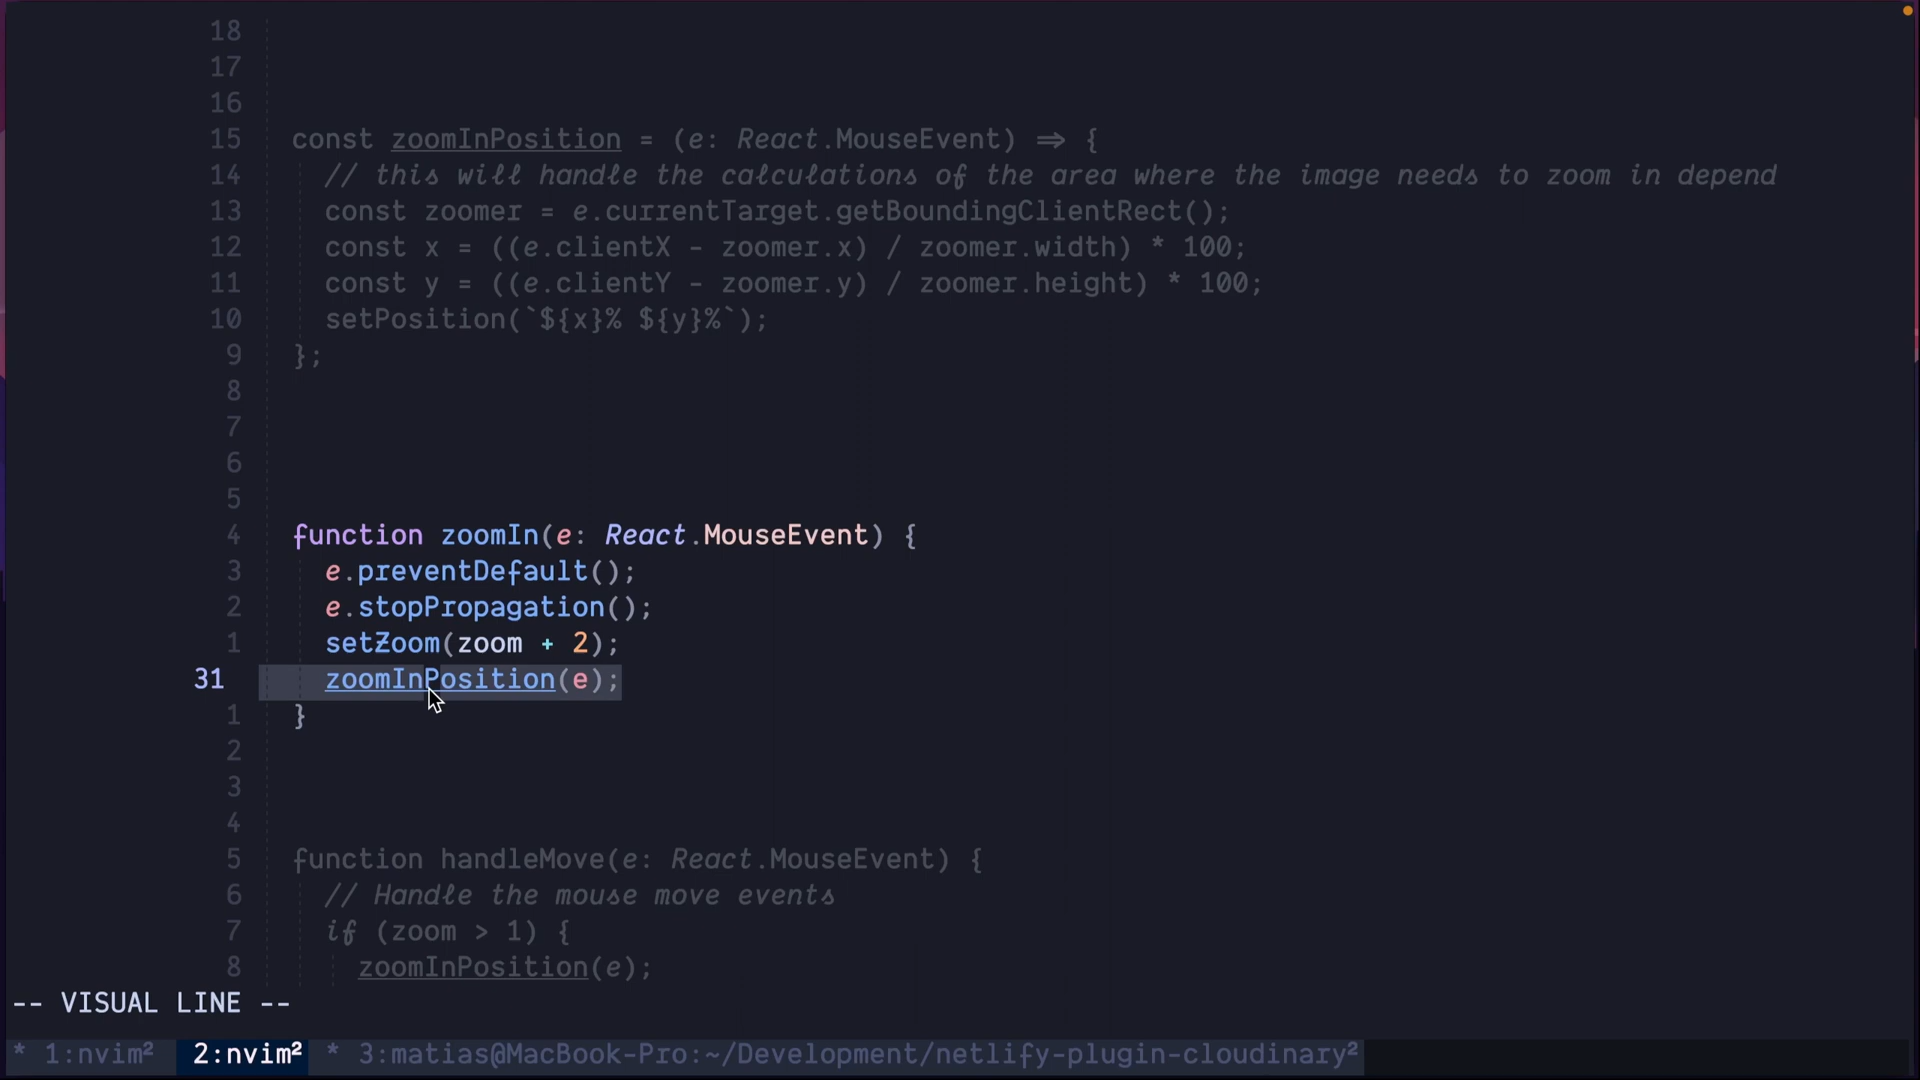 18
17
16
15 const zoomInPosition = (e: React.MouseEvent) => {
14 // this will handle the calculations of the area where the image needs to zoom in depend
13 const zoomer = e.currentTarget.getBoundingClientRect();
12 const x = ((e.clientX - zoomer.x) / zoomer.width) * 100;
11 const y = ((e.clientY - zoomer.y) / zoomer.height) * 100;
10 setPosition(`${x}% ${y}%`);
9 };
8
7
6
5
4 function zoomIn(e: React.MouseEvent) {
3 e.preventDefault();
2 e.stopPropagation();
1 setZoom(zoom + 2);
31 zoomInPosition(e);
1 }
2
3
4
5 function handleMove(e: React.MouseEvent) {
6 // Handle the mouse move events
7 if (zoom > 1) {
8 zoomInPosition(e);
-- VISUAL LINE --
* 1:nvim² 2:nvim² * 3:matias@MacBook-Pro:~/Development/netlify-plugin-cloudinary²